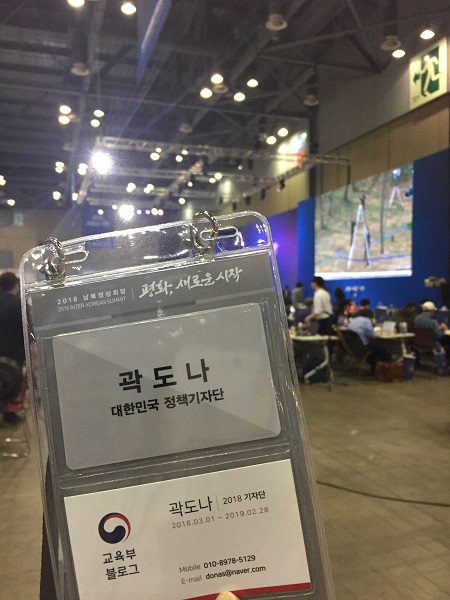 2018 남북정상회담
2018 INTER-KOREAN SUMMIT
평화, 새로운 시작
곽도나
대한민국 정책기자단
교육부
블로그
곽도나 | 2018 기자단
2018.03.01 ~ 2019.02.28
Mobile 010-8978-5129
E-mail donas@naver.com